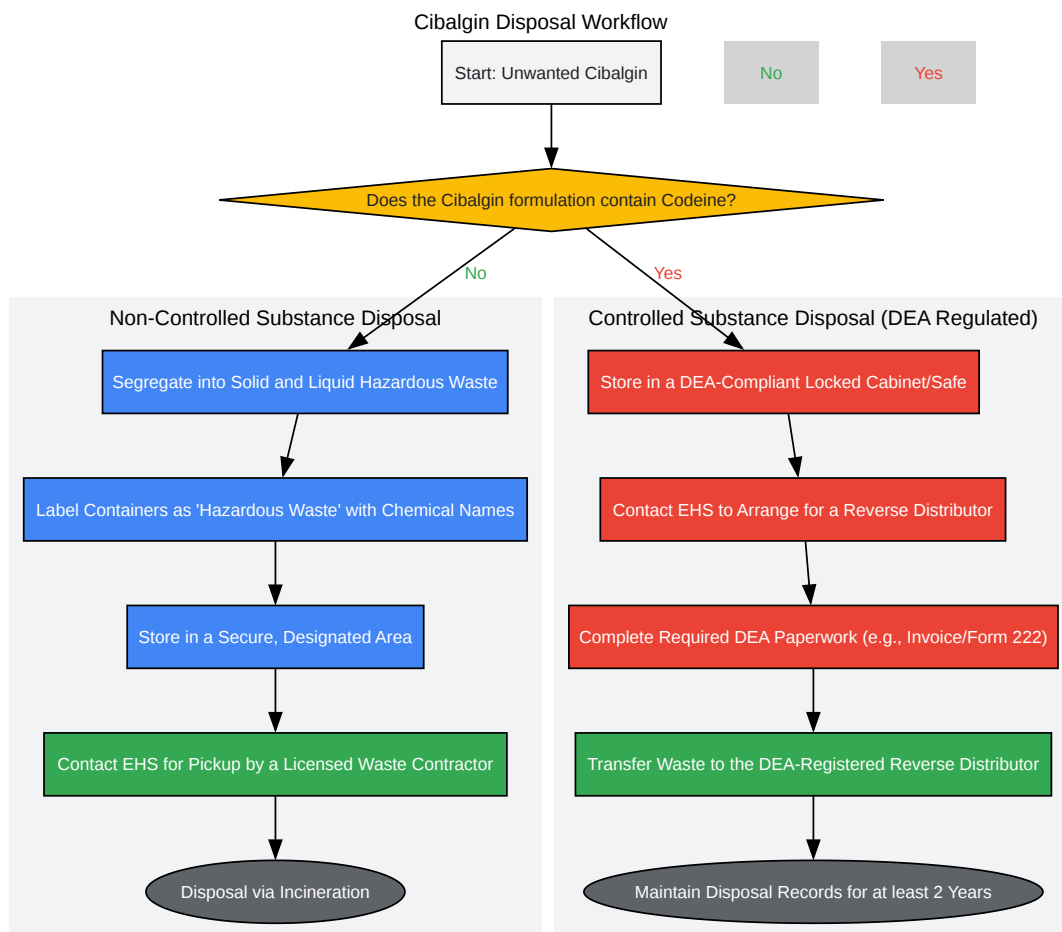 Cibalgin Disposal Workflow
Start: Unwanted Cibalgin
No
Yes
Does the Cibalgin formulation contain Codeine?
No
Yes
Non-Controlled Substance Disposal
Segregate into Solid and Liquid Hazardous Waste
Label Containers as 'Hazardous Waste' with Chemical Names
Store in a Secure, Designated Area
Contact EHS for Pickup by a Licensed Waste Contractor
Disposal via Incineration
Controlled Substance Disposal (DEA Regulated)
Store in a DEA-Compliant Locked Cabinet/Safe
Contact EHS to Arrange for a Reverse Distributor
Complete Required DEA Paperwork (e.g., Invoice/Form 222)
Transfer Waste to the DEA-Registered Reverse Distributor
Maintain Disposal Records for at least 2 Years